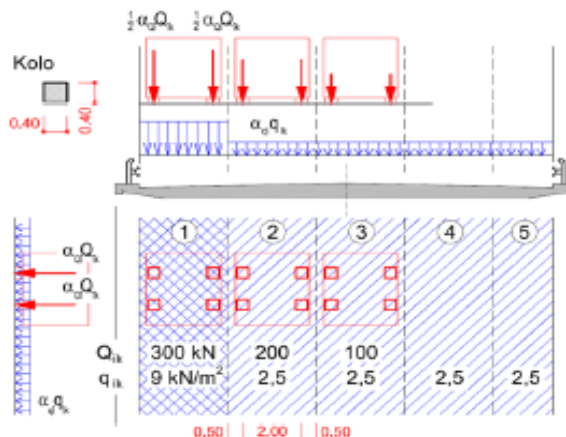 ½ αQQk ½ αQQk
Kolo
0.40
0.40
αqqk
1 2 3 4 5
αQQk
αQQk
Qik 300 kN 200 100
qik 9 kN/m² 2,5 2,5 2,5 2,5
αqqk
0.50 2.00 0.50